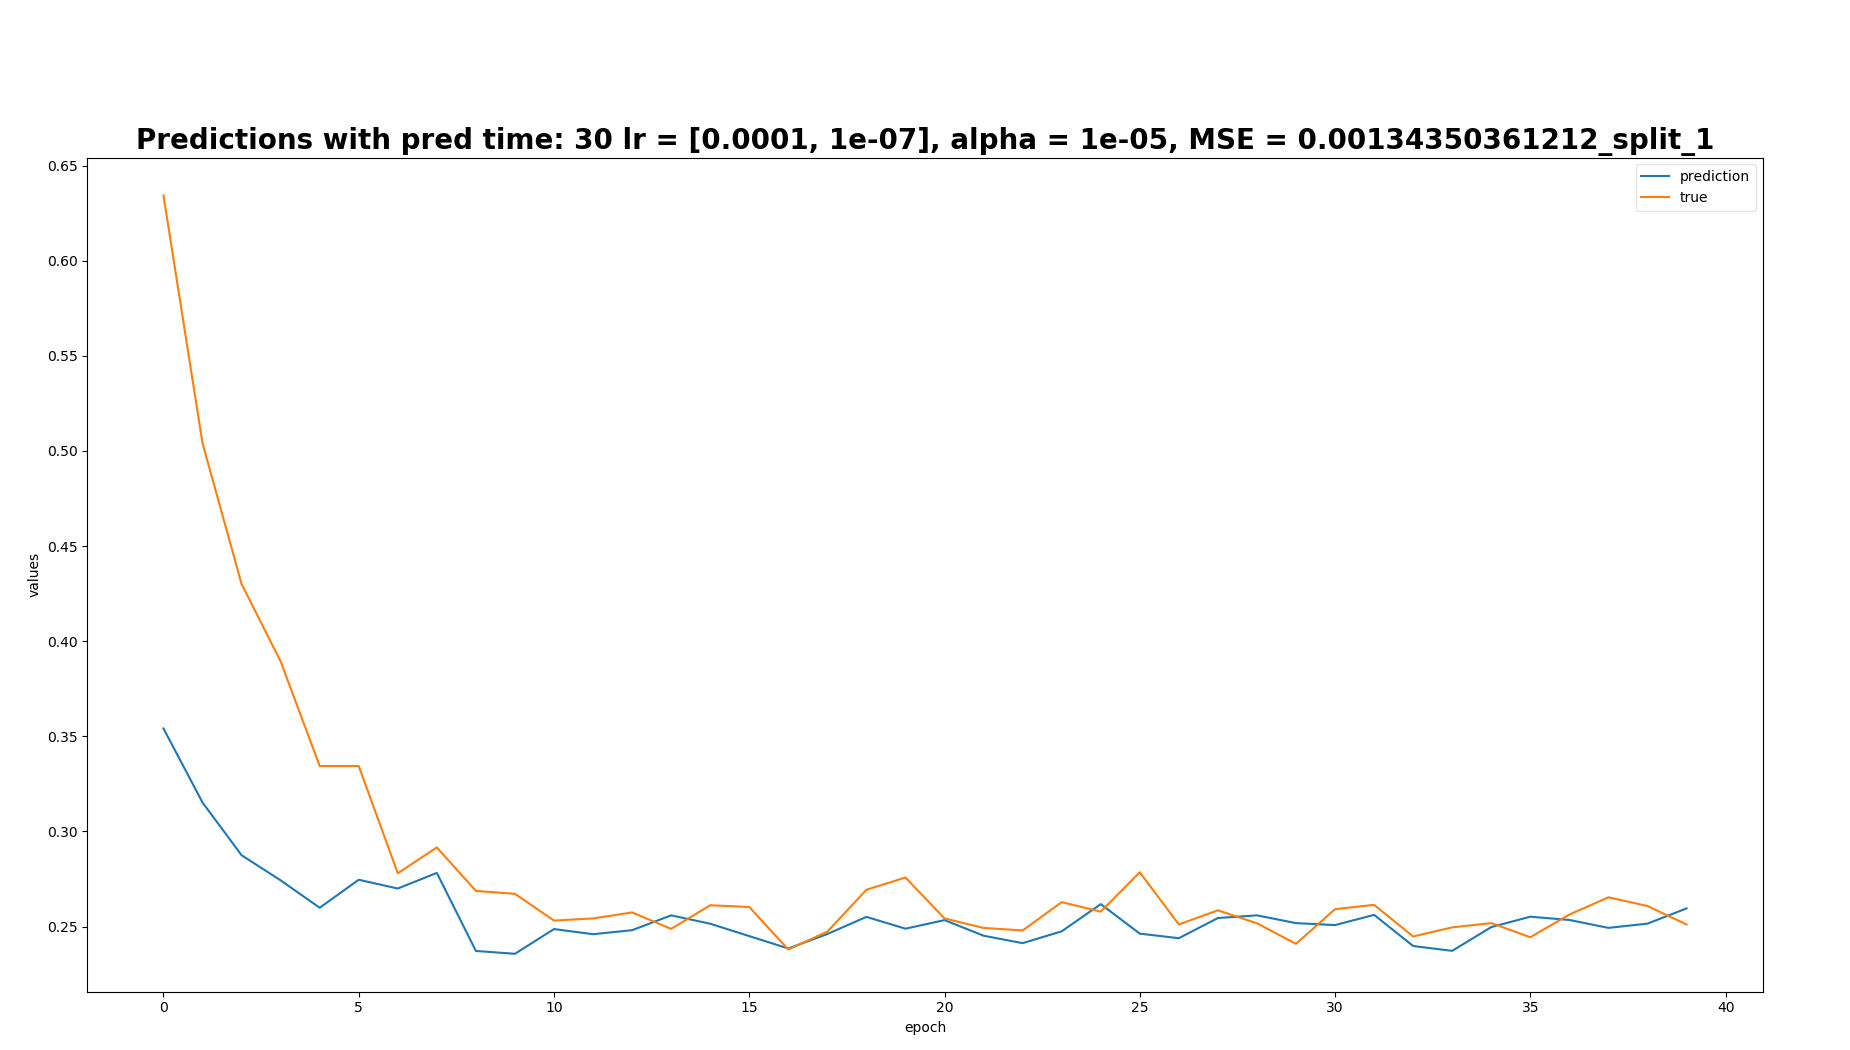 Predictions with pred time: 30 lr = [0.0001, 1e-07], alpha = 1e-05, MSE = 0.00134350361212_split_1
prediction
true
0.65
0.60
0.55
0.50
0.45
0.40
0.35
0.30
0.25
values
0 5 10 15 20 25 30 35 40
epoch